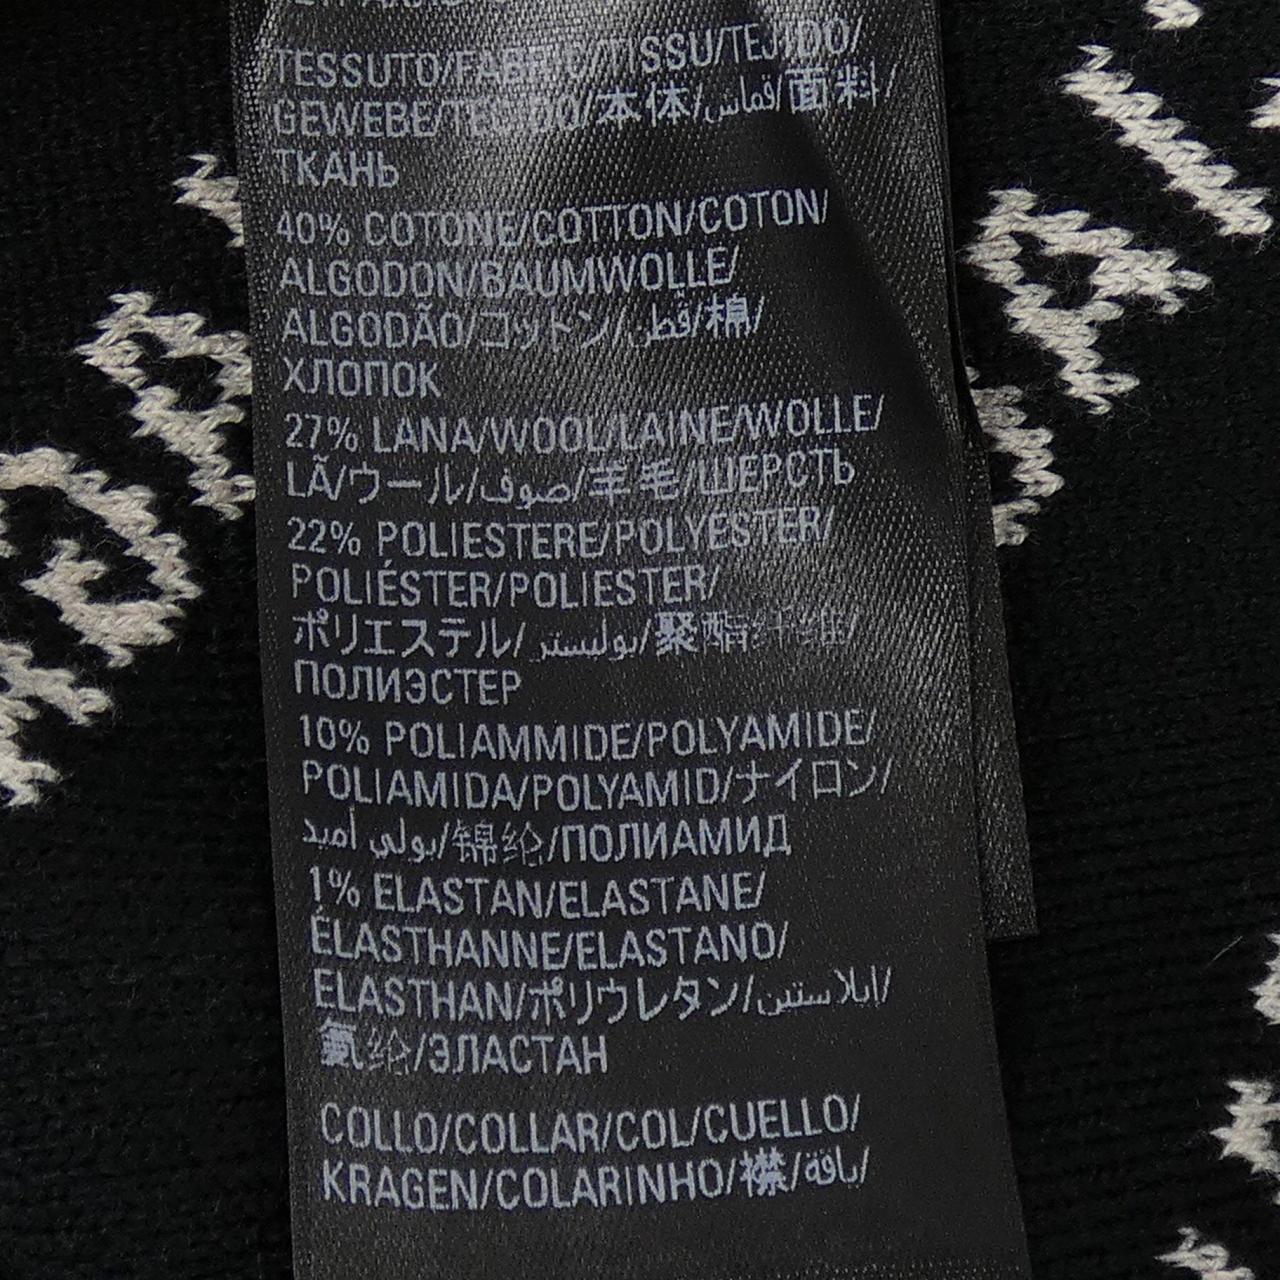 TESSUTO/FABRIC/TISSU/TEJIDO/
GEWEBE/TECIDO/本体/قماش/面料/
ТКАНЬ
40% COTONE/COTTON/COTON/
ALGODON/BAUMWOLLE/
ALGODÃO/コットン/قطن/棉/
ХЛОПОК
27% LANA/WOOL/LAINE/WOLLE/
LÃ/ウール/صوف/羊毛/ШЕРСТЬ
22% POLIESTERE/POLYESTER/
POLIÉSTER/POLIESTER/
ポリエステル/بوليستر/聚酯纤维/
ПОЛИЭСТЕР
10% POLIAMMIDE/POLYAMIDE/
POLIAMIDA/POLYAMID/ナイロン/
بولي أميد/锦纶/ПОЛИАМИД
1% ELASTAN/ELASTANE/
ÉLASTHANNE/ELASTANO/
ELASTHAN/ポリウレタン/ايلاستين/
氨纶/ЭЛАСТАН
COLLO/COLLAR/COL/CUELLO/
KRAGEN/COLARINHO/襟/ياقة/